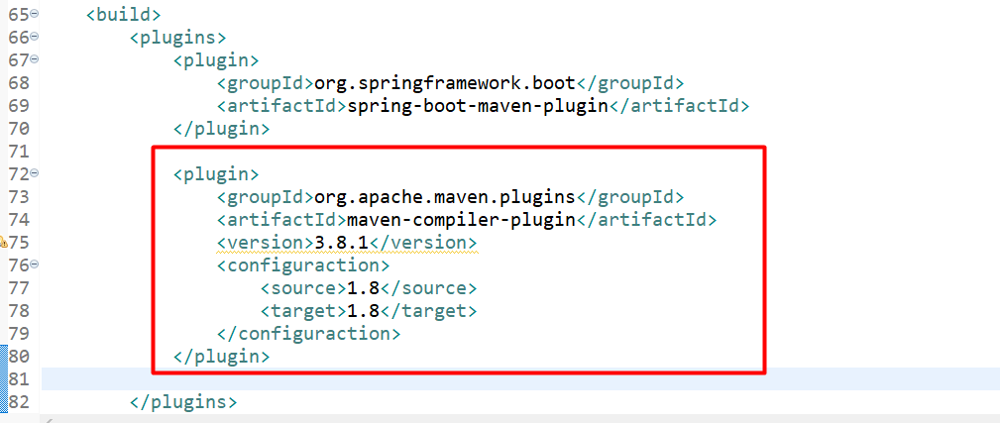 65 <build>
66 <plugins>
67 <plugin>
68 <groupId>org.springframework.boot</groupId>
69 <artifactId>spring-boot-maven-plugin</artifactId>
70 </plugin>
71
72 <plugin>
73 <groupId>org.apache.maven.plugins</groupId>
74 <artifactId>maven-compiler-plugin</artifactId>
75 <version>3.8.1</version>
76 <configuraction>
77 <source>1.8</source>
78 <target>1.8</target>
79 </configuraction>
80 </plugin>
81
82 </plugins>